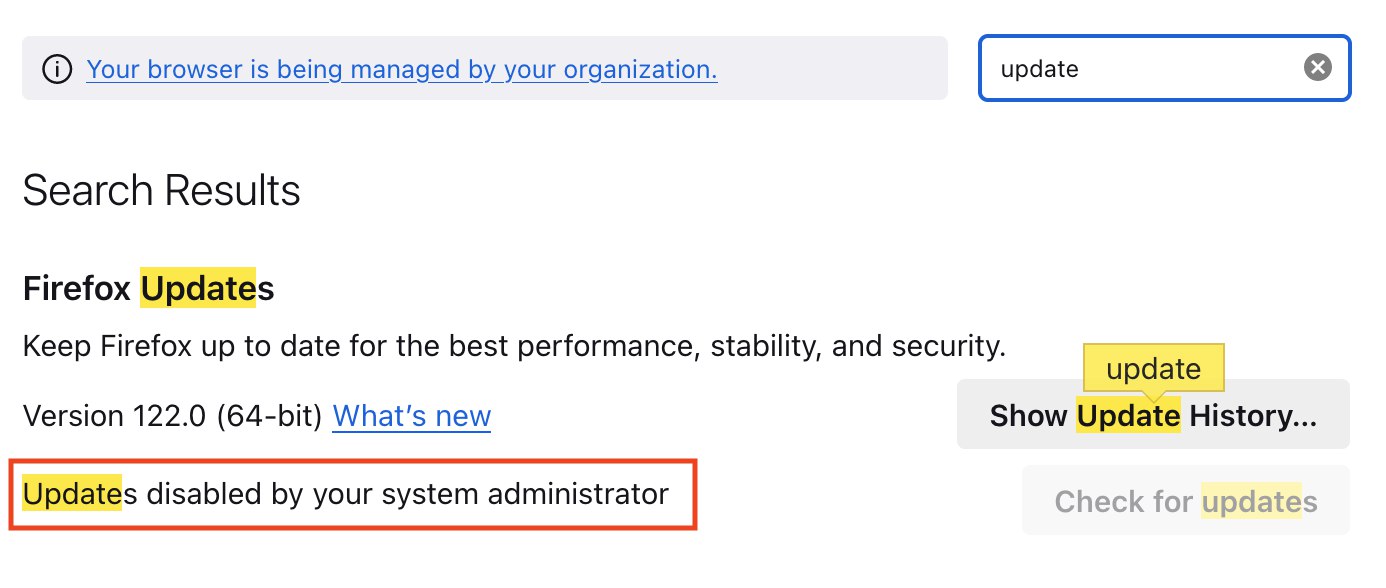 Your browser is being managed by your organization.
update
Search Results
Firefox Updates
Keep Firefox up to date for the best performance, stability, and security.
update
Version 122.0 (64-bit) What’s new
Show Update History...
Updates disabled by your system administrator
Check for updates